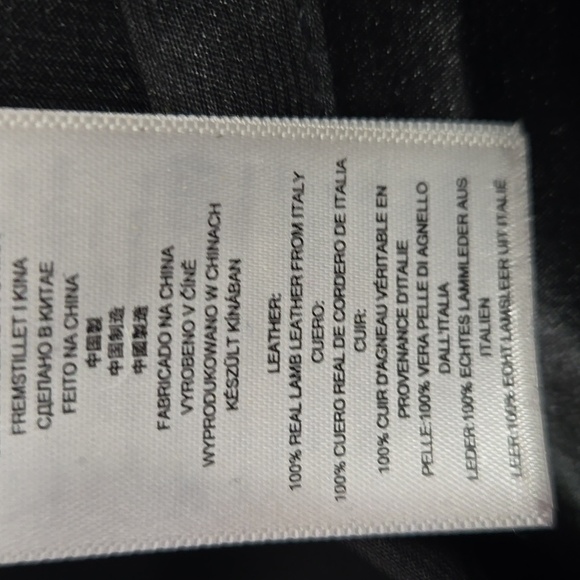 FREMSTILLET I KINA
СДЕЛАНО В КИТАЕ
FEITO NA CHINA
中国製
中国制造
中國製造
FABRICADO NA CHINA
VYROBENO V ČÍNĚ
WYPRODUKOWANO W CHINACH
KÉSZÜLT KÍNÁBAN
LEATHER:
100% REAL LAMB LEATHER FROM ITALY
CUERO:
100% CUERO REAL DE CORDERO DE ITALIA
CUIR:
100% CUIR D'AGNEAU VÉRITABLE EN
PROVENANCE D'ITALIE
PELLE:100% VERA PELLE DI AGNELLO
DALL'ITALIA
LEDER:100% ECHTES LAMMLEDER AUS
ITALIEN
LEER:100% ECHT LAMSLEER UIT ITALIË